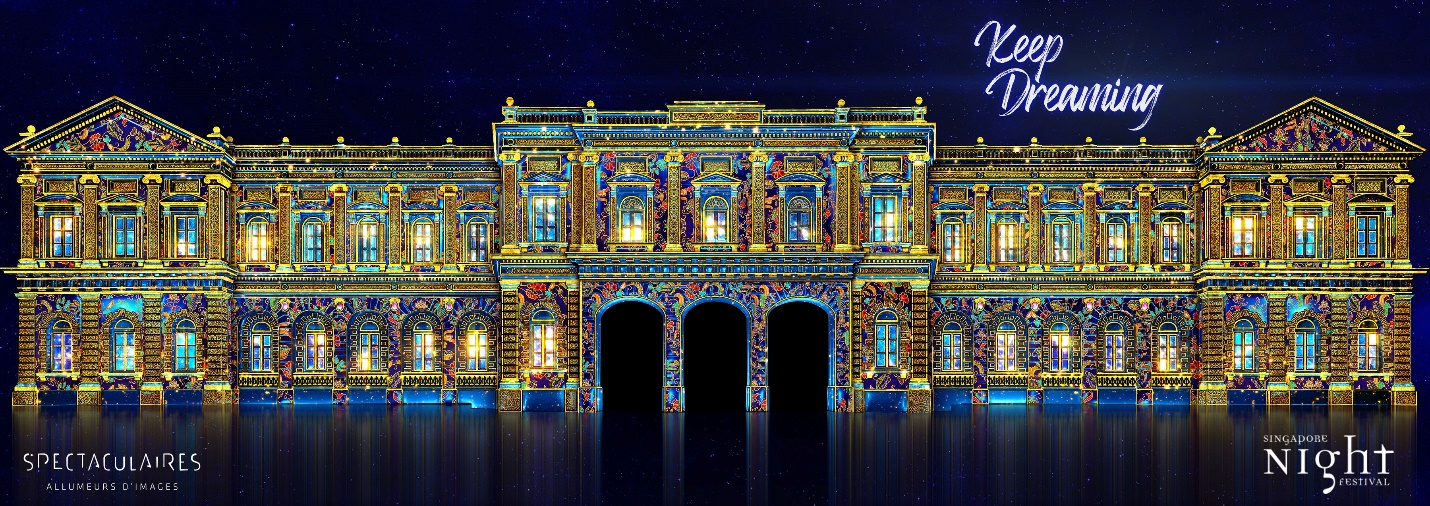 Keep
Dreaming
SPECTACULAIRES
ALLUMEURS D'IMAGES
SINGAPORE
Night
FESTIVAL